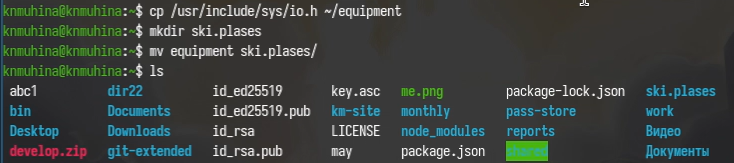 knmuhina@knmuhina:~$ cp /usr/include/sys/io.h ~/equipment
knmuhina@knmuhina:~$ mkdir ski.plases
knmuhina@knmuhina:~$ mv equipment ski.plases/
knmuhina@knmuhina:~$ ls
abc1 dir22 id_ed25519 key.asc me.png package-lock.json ski.plases
bin Documents id_ed25519.pub km-site monthly pass-store work
Desktop Downloads id_rsa LICENSE node_modules reports Видео
develop.zip git-extended id_rsa.pub may package.json shared Документы